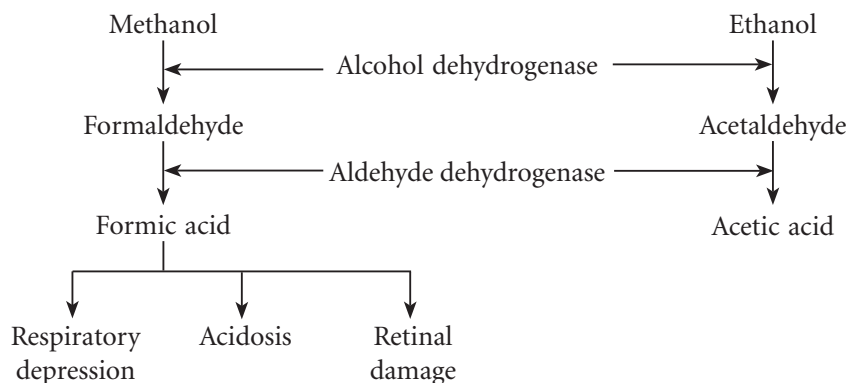 Methanol Ethanol
Alcohol dehydrogenase
Formaldehyde Acetaldehyde
Aldehyde dehydrogenase
Formic acid Acetic acid
Respiratory Acidosis Retinal
depression damage